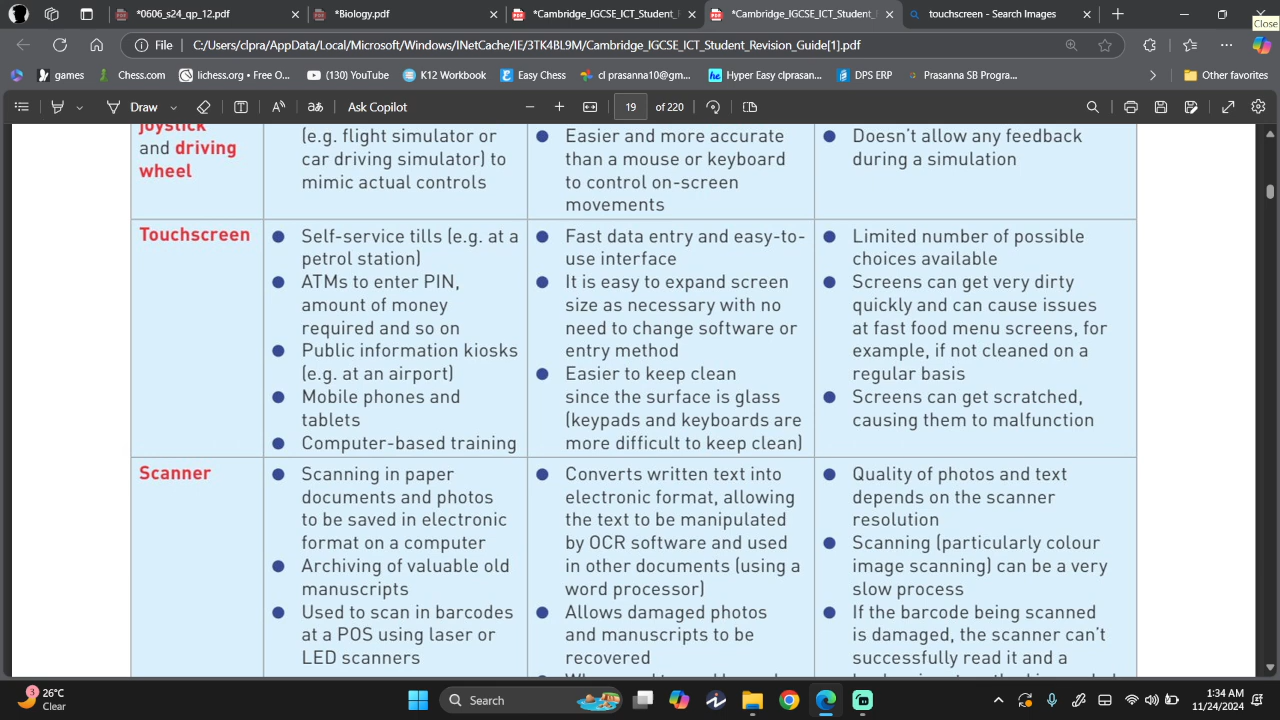 *0606_s24_qp_12.pdf
*Biology.pdf
*Cambridge_IGCSE_ICT_Student_
*Cambridge_IGCSE_ICT_Student_
touchscreen - Search Images
Close
File
C:/Users/clpra/AppData/Local/Microsoft/Windows/INetCache/IE/3TK4BL9M/Cambridge_IGCSE_ICT_Student_Revision_Guide[1].pdf
games
Chess.com
lichess.org • Free O...
(130) YouTube
K12 Workbook
Easy Chess
cl prasanna10@gm...
Hyper Easy clprasan...
DPS ERP
Prasanna SB Progra...
Other favorites
Draw
Ask Copilot
19 of 220
joystick
and driving
wheel
(e.g. flight simulator or
car driving simulator) to
mimic actual controls
Easier and more accurate
than a mouse or keyboard
to control on-screen
movements
Doesn't allow any feedback
during a simulation
Touchscreen
Self-service tills (e.g. at a
petrol station)
ATMs to enter PIN,
amount of money
required and so on
Public information kiosks
(e.g. at an airport)
Mobile phones and
tablets
Computer-based training
Fast data entry and easy-to-
use interface
It is easy to expand screen
size as necessary with no
need to change software or
entry method
Easier to keep clean
since the surface is glass
(keypads and keyboards are
more difficult to keep clean)
Limited number of possible
choices available
Screens can get very dirty
quickly and can cause issues
at fast food menu screens, for
example, if not cleaned on a
regular basis
Screens can get scratched,
causing them to malfunction
Scanner
Scanning in paper
documents and photos
to be saved in electronic
format on a computer
Archiving of valuable old
manuscripts
Used to scan in barcodes
at a POS using laser or
LED scanners
Converts written text into
electronic format, allowing
the text to be manipulated
by OCR software and used
in other documents (using a
word processor)
Allows damaged photos
and manuscripts to be
recovered
Quality of photos and text
depends on the scanner
resolution
Scanning (particularly colour
image scanning) can be a very
slow process
If the barcode being scanned
is damaged, the scanner can't
successfully read it and a
3
26°C
Clear
Search
1:34 AM
11/24/2024